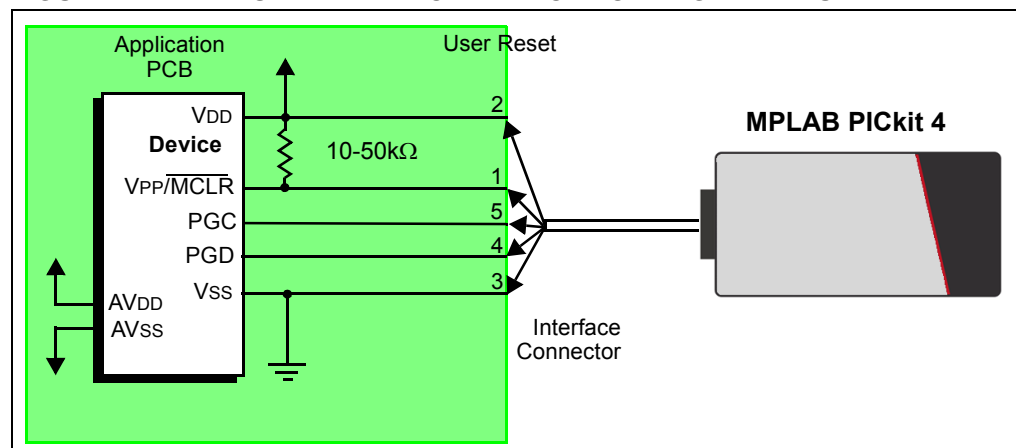 Application
PCB
User Reset
VDD
2
Device
10-50kΩ
MPLAB PICkit 4
VPP/MCLR
1
PGC
5
PGD
4
VSS
3
AVDD
AVSS
Interface
Connector